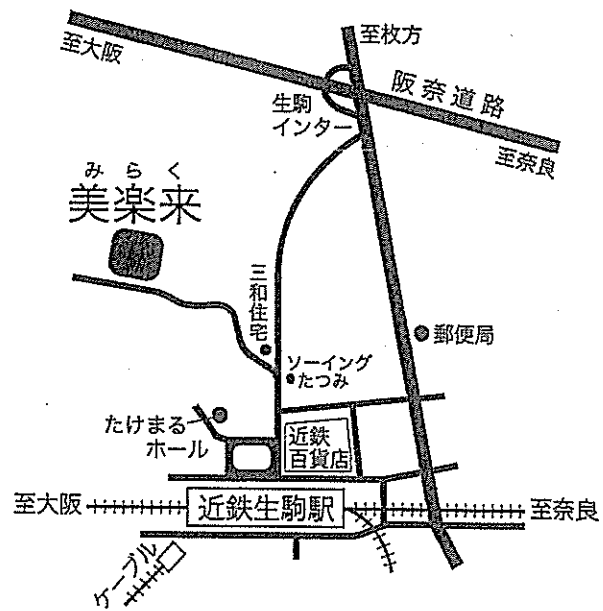 至枚方
至大阪
阪奈道路
生駒
インター
至奈良
みらく
美楽来
三和住宅
郵便局
ソーイング
たつみ
たけまる
ホール
近鉄
百貨店
至大阪
近鉄生駒駅
至奈良
ケーブル